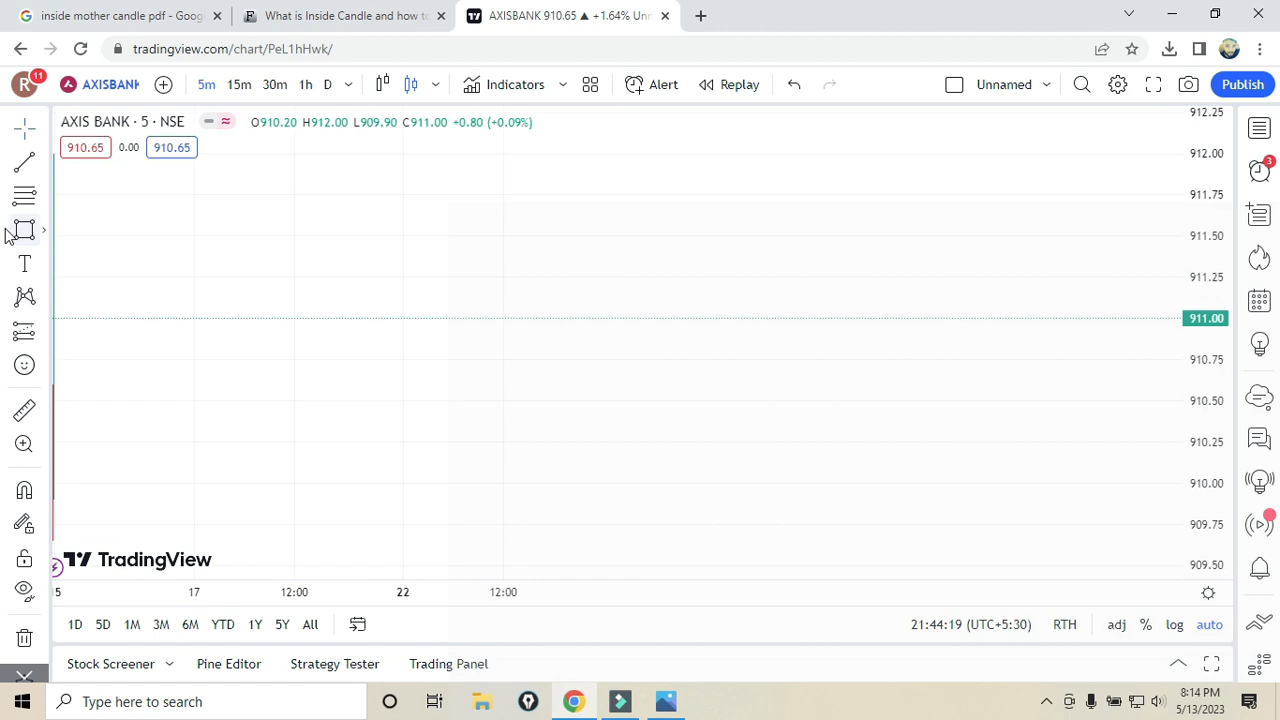 inside mother candle pdf - Goog
What is Inside Candle and how to
AXISBANK 910.65 ▲ +1.64% Unn
tradingview.com/chart/PeL1hHwk/
R
11
AXISBANK
5m
15m
30m
1h
D
Indicators
Alert
Replay
Unnamed
Publish
AXIS BANK · 5 · NSE
O910.20 H912.00 L909.90 C911.00 +0.80 (+0.09%)
910.65
0.00
910.65
912.25
912.00
911.75
911.50
911.25
911.00
910.75
910.50
910.25
910.00
909.75
909.50
3
TradingView
17
12:00
22
12:00
1D
5D
1M
3M
6M
YTD
1Y
5Y
All
21:44:19 (UTC+5:30)
RTH
adj
%
log
auto
Stock Screener
Pine Editor
Strategy Tester
Trading Panel
Type here to search
8:14 PM
5/13/2023